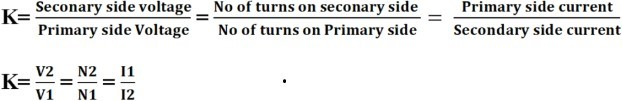 K= Seconary side voltage / Primary side Voltage = No of turns on seconary side / No of turns on Primary side = Primary side current / Secondary side current
K= V2 / V1 = N2 / N1 = I1 / I2 .